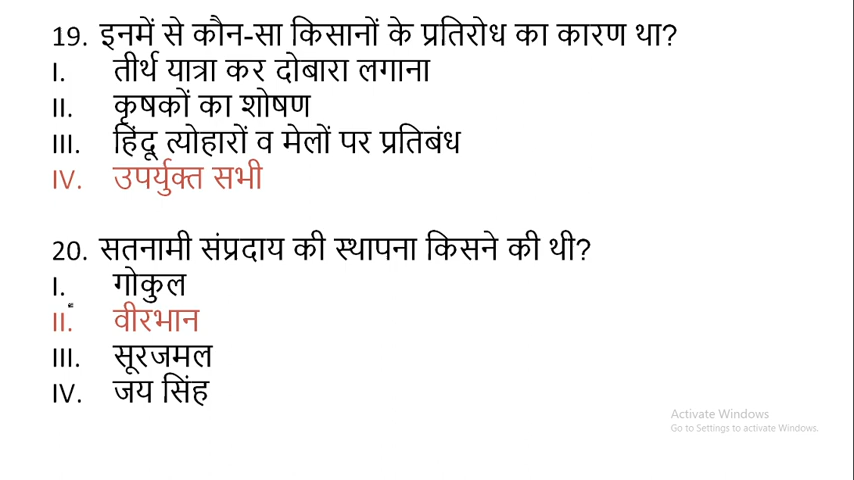 19. इनमें से कौन-सा किसानों के प्रतिरोध का कारण था?
I. तीर्थ यात्रा कर दोबारा लगाना
II. कृषकों का शोषण
III. हिंदू त्योहारों व मेलों पर प्रतिबंध
IV. उपर्युक्त सभी
20. सतनामी संप्रदाय की स्थापना किसने की थी?
I. गोकुल
II. वीरभान
III. सूरजमल
IV. जय सिंह
Activate Windows
Go to Settings to activate Windows.